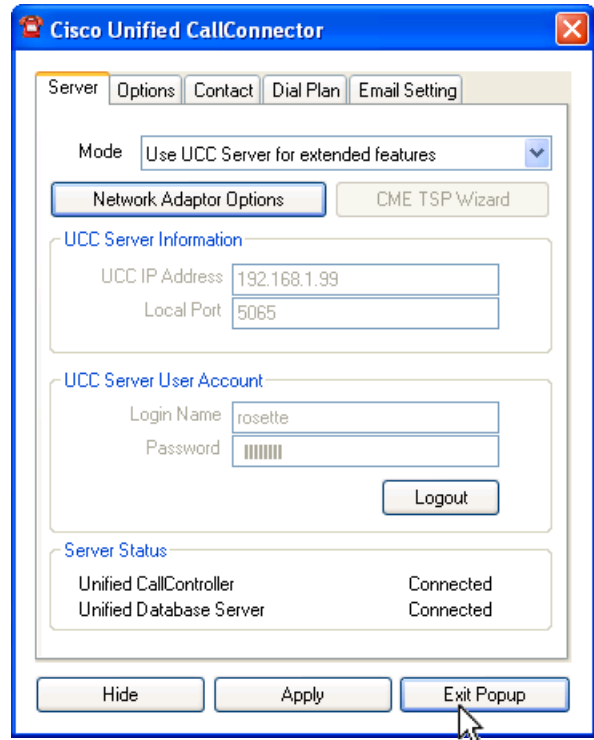 Cisco Unified CallConnector
Server Options Contact Dial Plan Email Setting
Mode Use UCC Server for extended features
Network Adaptor Options CME TSP Wizard
UCC Server Information
UCC IP Address 192.168.1.99
Local Port 5065
UCC Server User Account
Login Name rosette
Password
Logout
Server Status
Unified CallController Connected
Unified Database Server Connected
Hide Apply Exit Popup